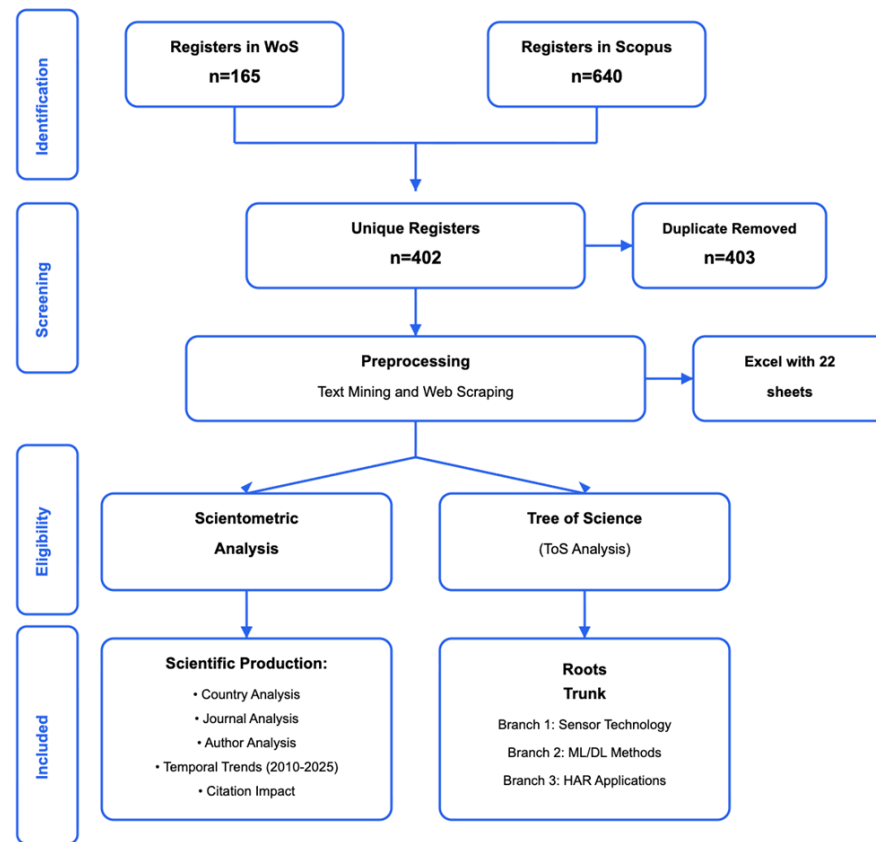 Identification
Registers in WoS
n=165
Registers in Scopus
n=640
Screening
Unique Registers
n=402
Duplicate Removed
n=403
Preprocessing
Text Mining and Web Scraping
Excel with 22
sheets
Eligibility
Scientometric
Analysis
Tree of Science
(ToS Analysis)
Included
Scientific Production:
• Country Analysis
• Journal Analysis
• Author Analysis
• Temporal Trends (2010-2025)
• Citation Impact
Roots
Trunk
Branch 1: Sensor Technology
Branch 2: ML/DL Methods
Branch 3: HAR Applications